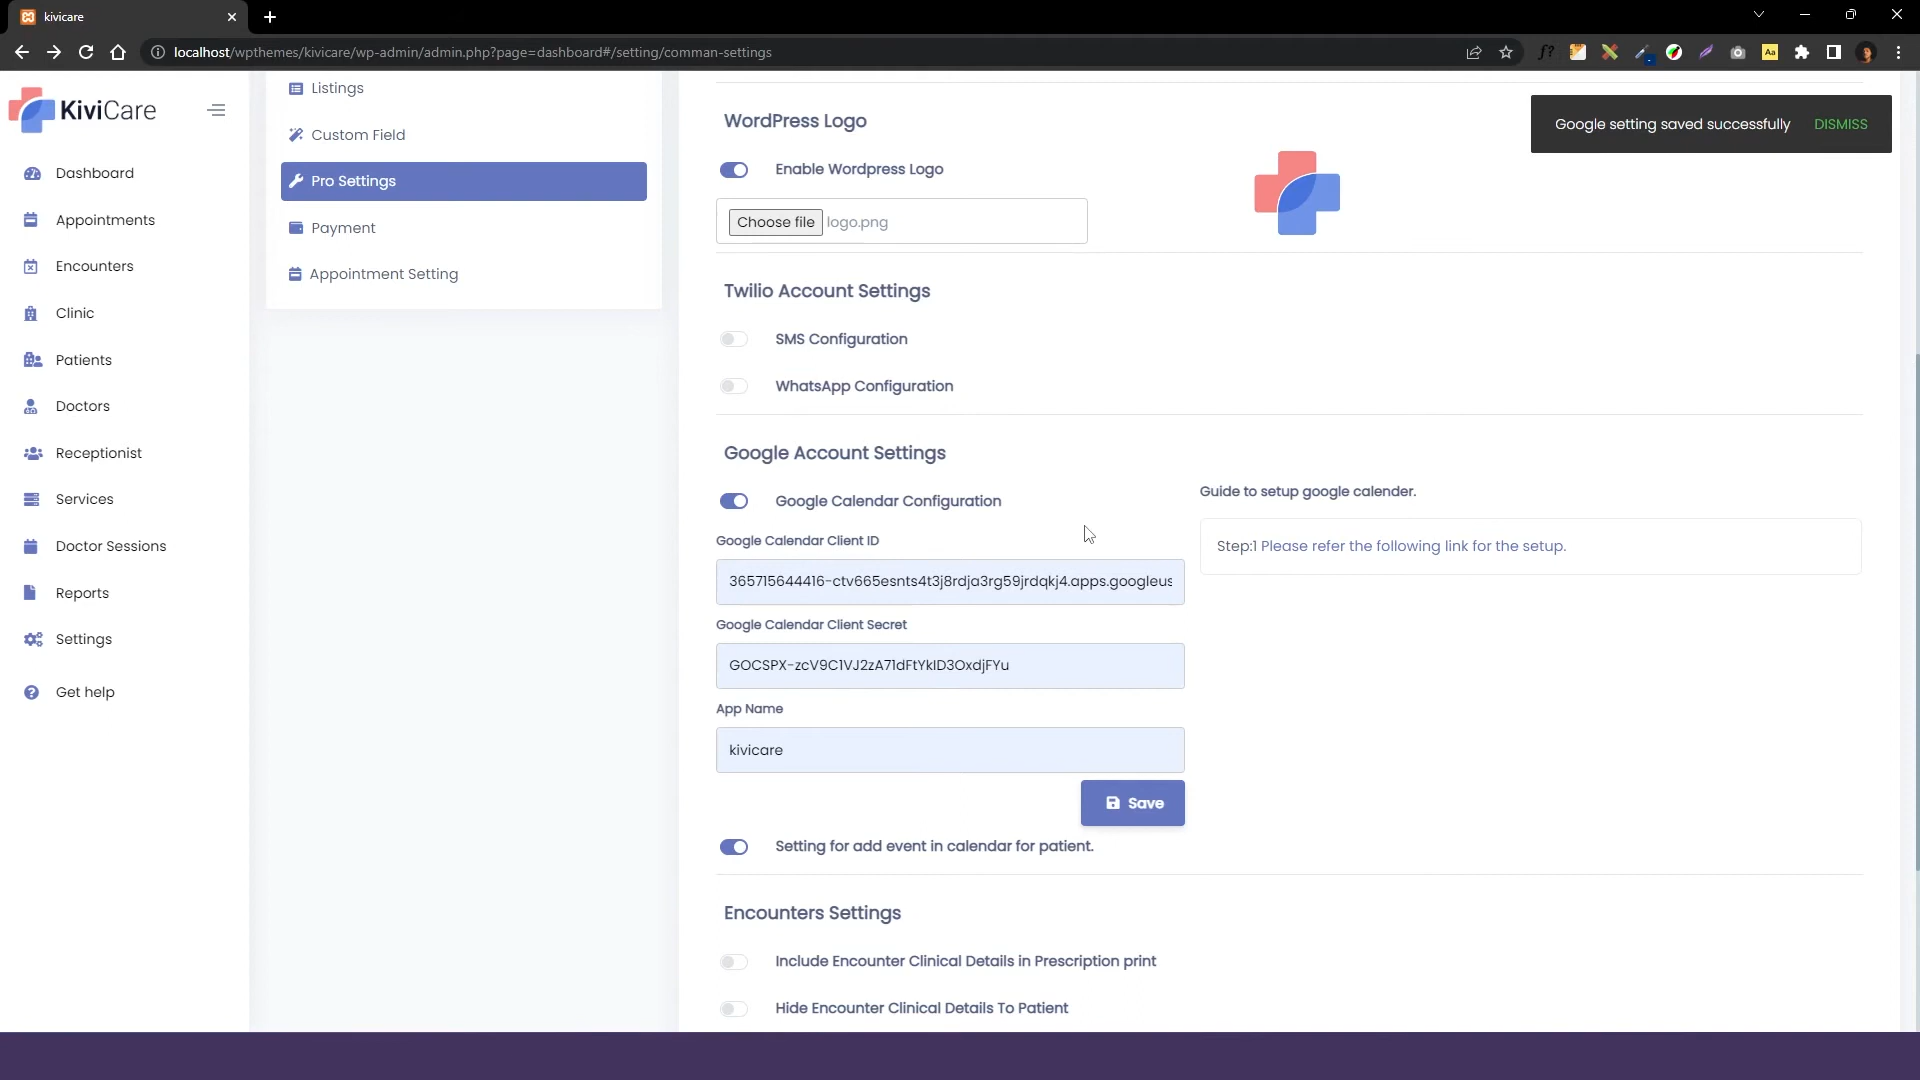 kivicare
localhost/wpthemes/kivicare/wp-admin/admin.php?page=dashboard#/setting/comman-settings
KiviCare
Dashboard
Appointments
Encounters
Clinic
Patients
Doctors
Receptionist
Services
Doctor Sessions
Reports
Settings
Get help
Listings
Custom Field
Pro Settings
Payment
Appointment Setting
Google setting saved successfully DISMISS
WordPress Logo
Enable Wordpress Logo
Choose file logo.png
Twilio Account Settings
SMS Configuration
WhatsApp Configuration
Google Account Settings
Google Calendar Configuration
Google Calendar Client ID
365715644416-ctv665esnts4t3j8rdja3rg59jrdqkj4.apps.googleus
Google Calendar Client Secret
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
App Name
kivicare
Save
Setting for add event in calendar for patient.
Guide to setup google calender.
Step:1 Please refer the following link for the setup.
Encounters Settings
Include Encounter Clinical Details in Prescription print
Hide Encounter Clinical Details To Patient